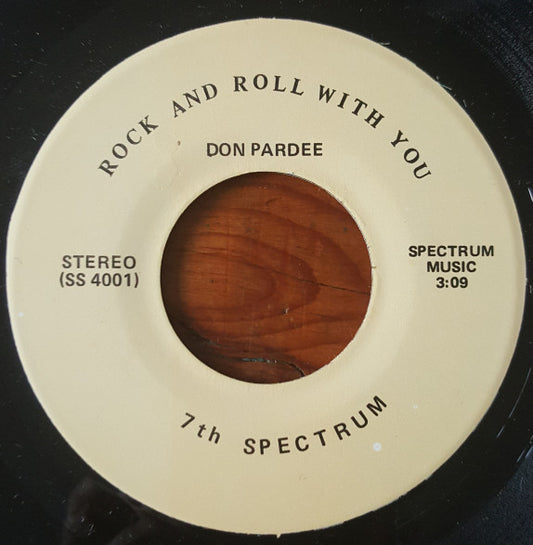 ROCK AND ROLL WITH YOU
DON PARDEE
STEREO
(SS 4001)
SPECTRUM
MUSIC
3:09
7th SPECTRUM